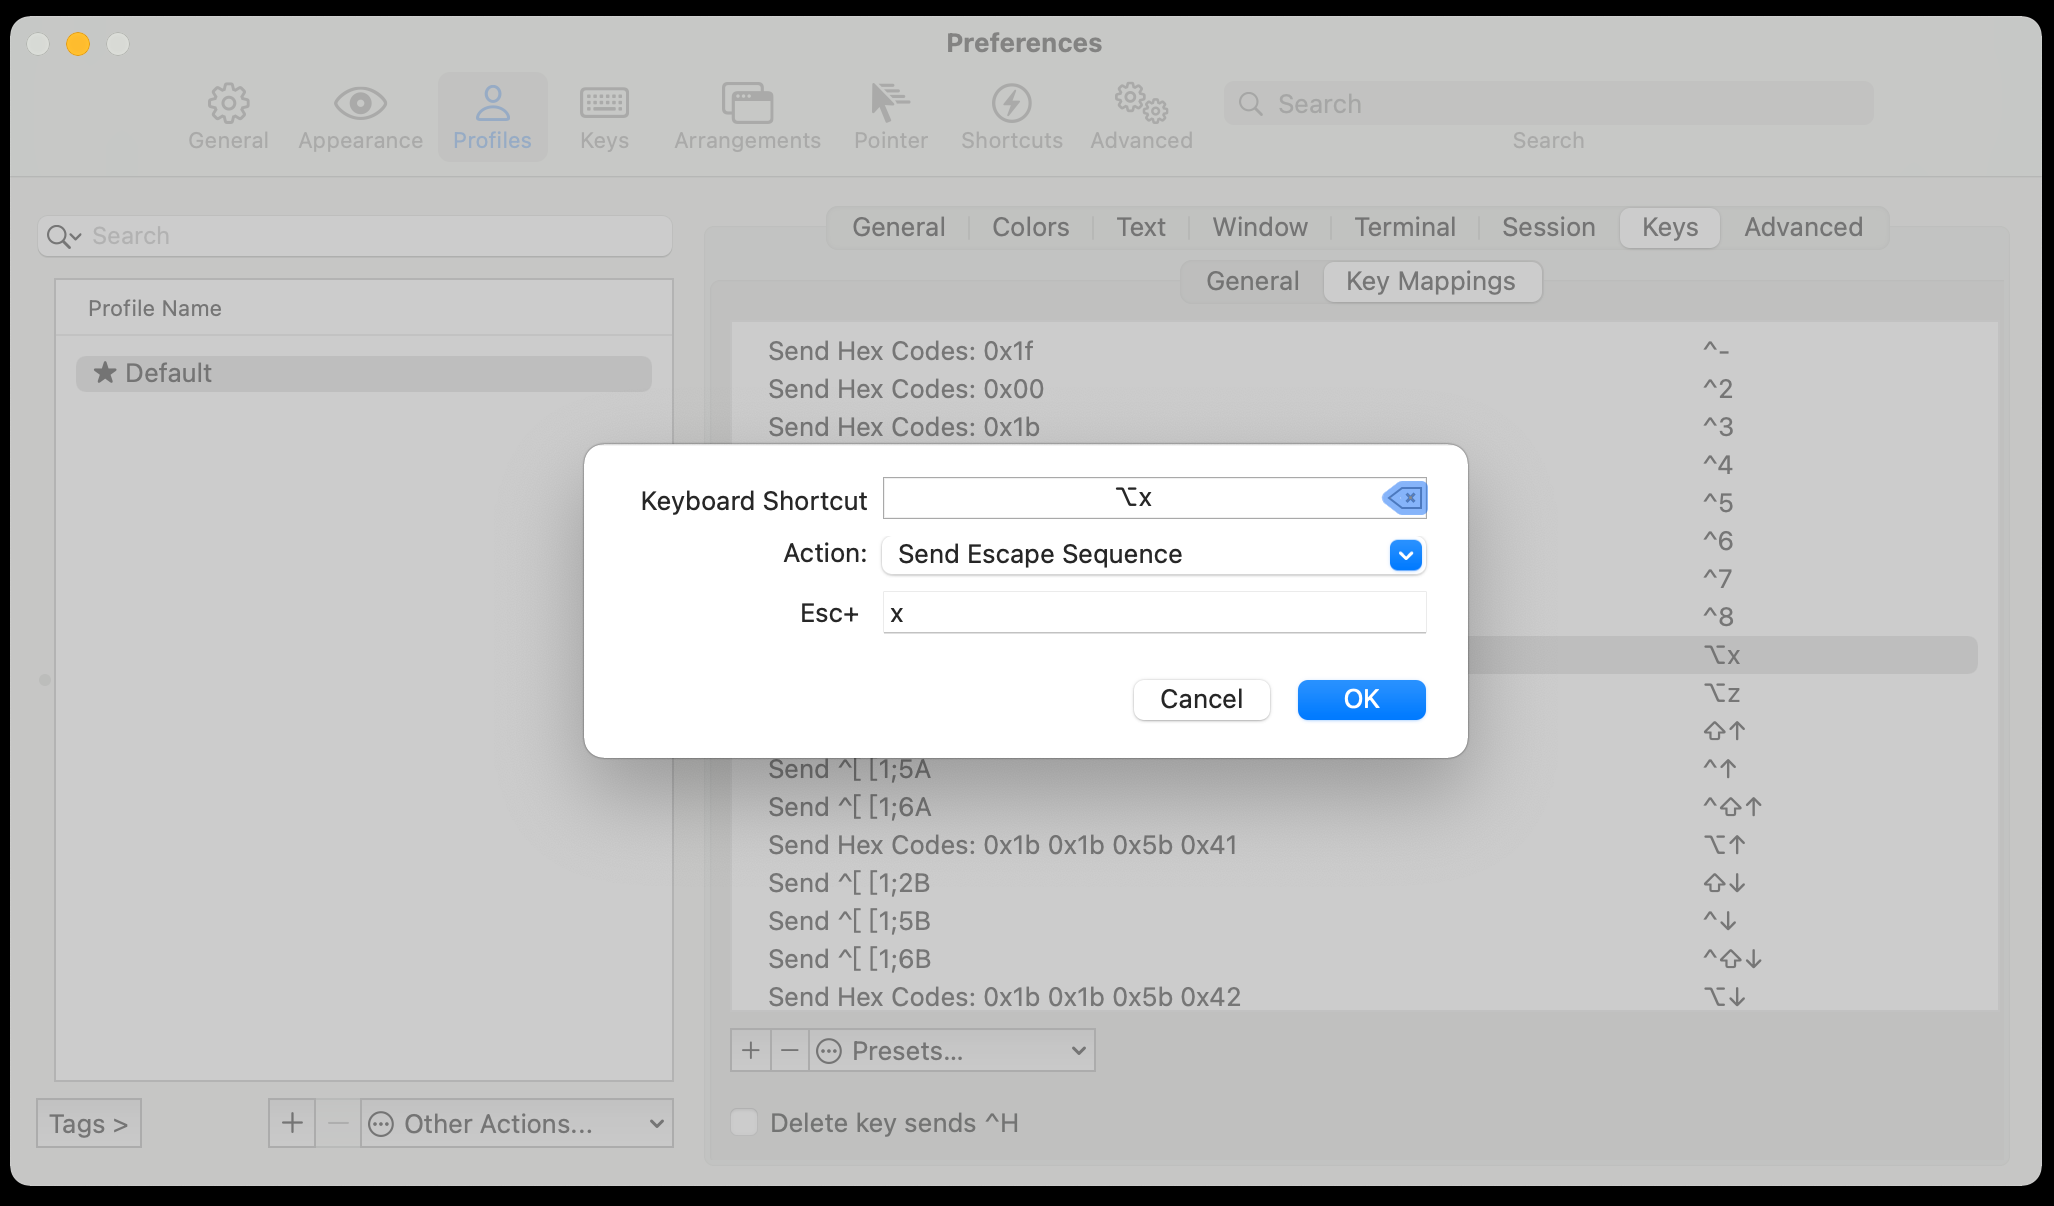 Preferences
General Appearance Profiles Keys Arrangements Pointer Shortcuts Advanced Search
Search
Search
Profile Name
★ Default
General Colors Text Window Terminal Session Keys Advanced
General Key Mappings
Send Hex Codes: 0x1f ^-
Send Hex Codes: 0x00 ^2
Send Hex Codes: 0x1b ^3
^4
^5
^6
^7
^8
⌥x
⌥z
⇧↑
Send ^[ [1;5A ^↑
Send ^[ [1;6A ^⇧↑
Send Hex Codes: 0x1b 0x1b 0x5b 0x41 ⌥↑
Send ^[ [1;2B ⇧↓
Send ^[ [1;5B ^↓
Send ^[ [1;6B ^⇧↓
Send Hex Codes: 0x1b 0x1b 0x5b 0x42 ⌥↓
Keyboard Shortcut ⌥x
Action: Send Escape Sequence
Esc+ x
Cancel OK
+ − Presets...
Delete key sends ^H
Tags > + − Other Actions...